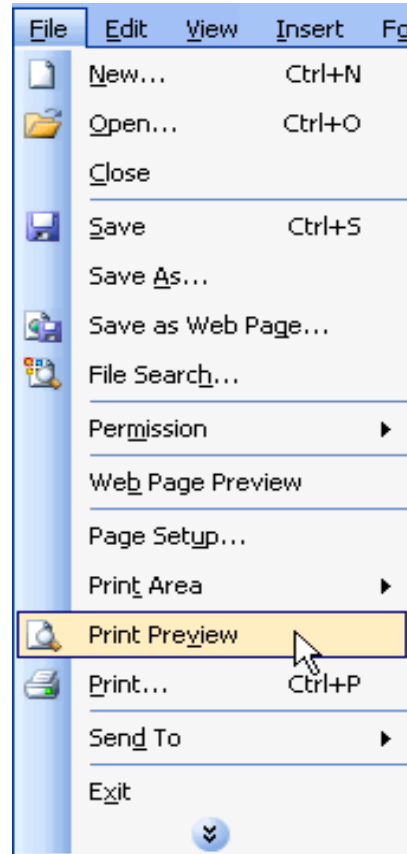 File Edit View Insert Fo
New... Ctrl+N
Open... Ctrl+O
Close
Save Ctrl+S
Save As...
Save as Web Page...
File Search...
Permission
Web Page Preview
Page Setup...
Print Area
Print Preview
Print... Ctrl+P
Send To
Exit